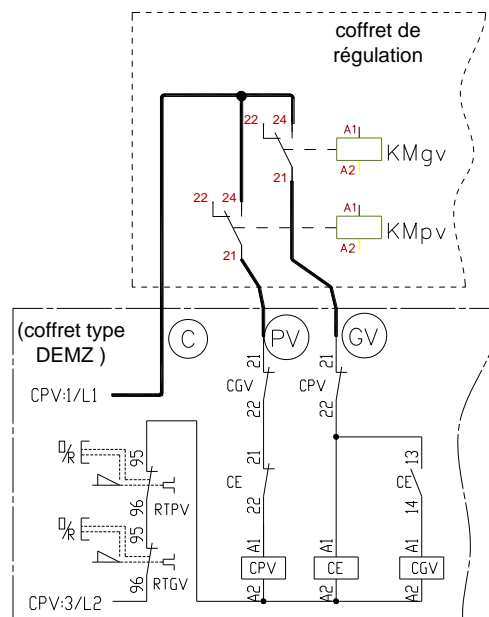 coffret de
régulation
22 24
A1
KMgv
A2
21
22 24
A1
KMpv
A2
21
(coffret type
DEMZ )
C
PV
GV
CPV:1/L1
21
CGV
22
21
CPV
22
0/R
95
96
RTPV
21
CE
22
13
CE
14
0/R
95
96
RTGV
A1
CPV
A2
A1
CE
A2
A1
CGV
A2
CPV:3/L2